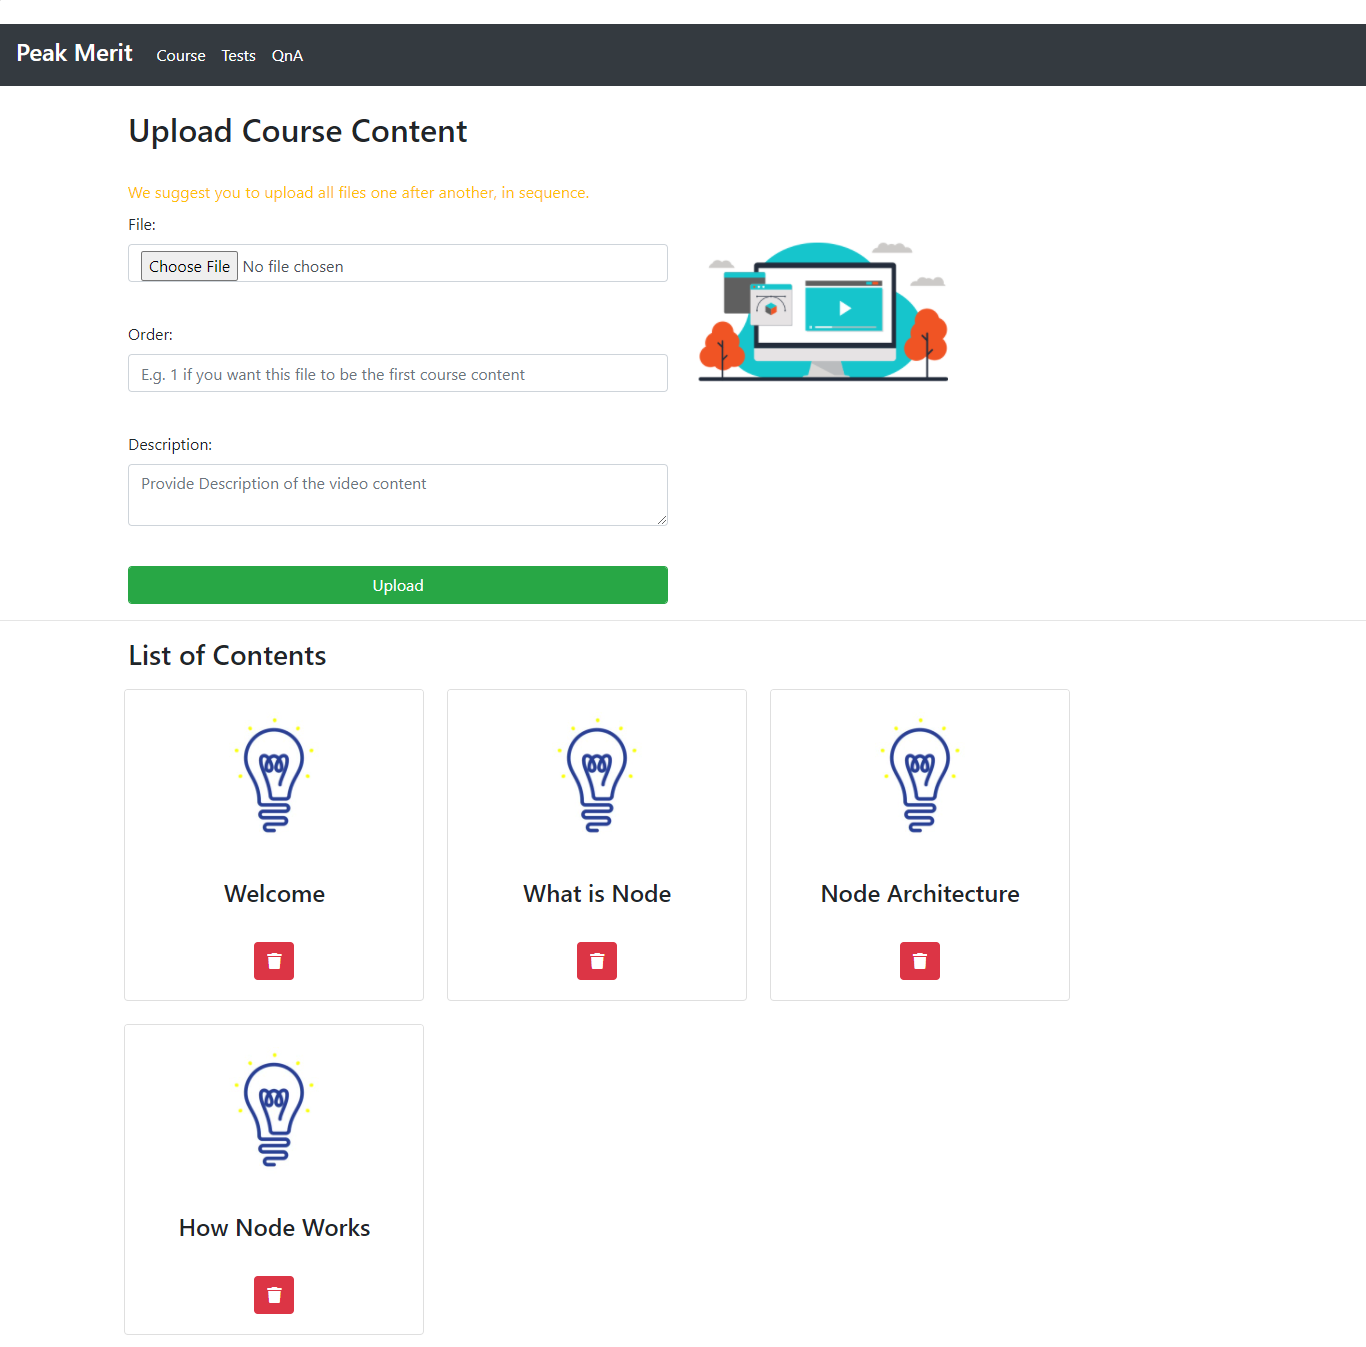 Peak Merit Course Tests QnA
Upload Course Content
We suggest you to upload all files one after another, in sequence.
File:
Choose File No file chosen
Order:
E.g. 1 if you want this file to be the first course content
Description:
Provide Description of the video content
Upload
List of Contents
Welcome
What is Node
Node Architecture
How Node Works